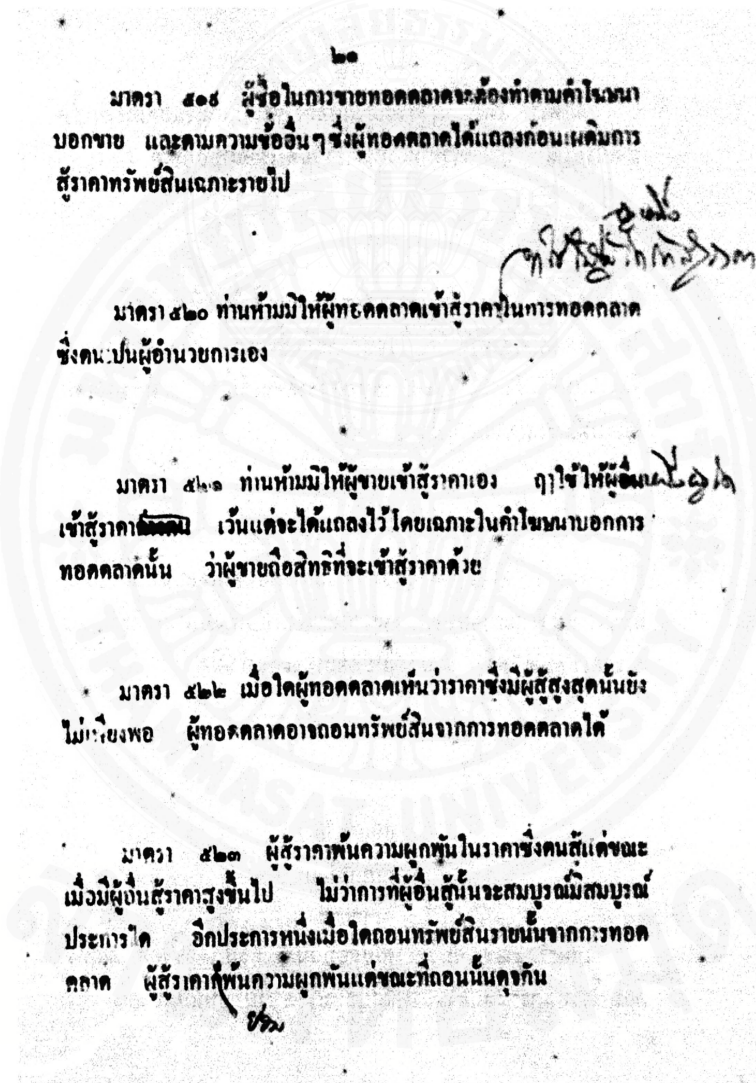 ๒๑
มาตรา ๕๑๙ ผู้ซื้อในการขายทอดตลาดจะต้องทำตามคำโฆษนา
บอกขาย และตามความข้ออื่นๆซึ่งผู้ทอดตลาดได้แถลงก่อนเผดิมการ
สู้ราคาทรัพย์สินเฉภาะรายไป
มาตรา ๕๒๐ ท่านห้ามมิให้ผู้ทอดตลาดเข้าสู้ราคาในการทอดตลาด
ซึ่งตนเปนผู้อำนวยการเอง
มาตรา ๕๒๑ ท่านห้ามมิให้ผู้ขายเข้าสู้ราคาเอง ฤๅใช้ให้ผู้
เข้าสู้ราคา เว้นแต่จะได้แถลงไว้โดยเฉภาะในคำโฆษนาบอกการ
ทอดตลาดนั้น ว่าผู้ขายถือสิทธิที่จะเข้าสู้ราคาด้วย
มาตรา ๕๒๒ เมื่อใดผู้ทอดตลาดเห็นว่าราคาซึ่งมีผู้สู้สูงสุดนั้นยัง
ไม่เพียงพอ ผู้ทอดตลาดอาจถอนทรัพย์สินจากการทอดตลาดได้
มาตรา ๕๒๓ ผู้สู้ราคาพ้นความผูกพันในราคาซึ่งตนสู้แต่ขณะ
เมื่อมีผู้อื่นสู้ราคาสูงขึ้นไป ไม่ว่าการที่ผู้อื่นสู้นั้นจะสมบูรณ์มิสมบูรณ์
ประการใด อีกประการหนึ่งเมื่อใดถอนทรัพย์สินรายนั้นจากการทอด
ตลาด ผู้สู้ราคาก็พ้นความผูกพันแต่ขณะที่ถอนนั้นดุจกัน
ย่อม
THAMMASAT UNIVERSITY